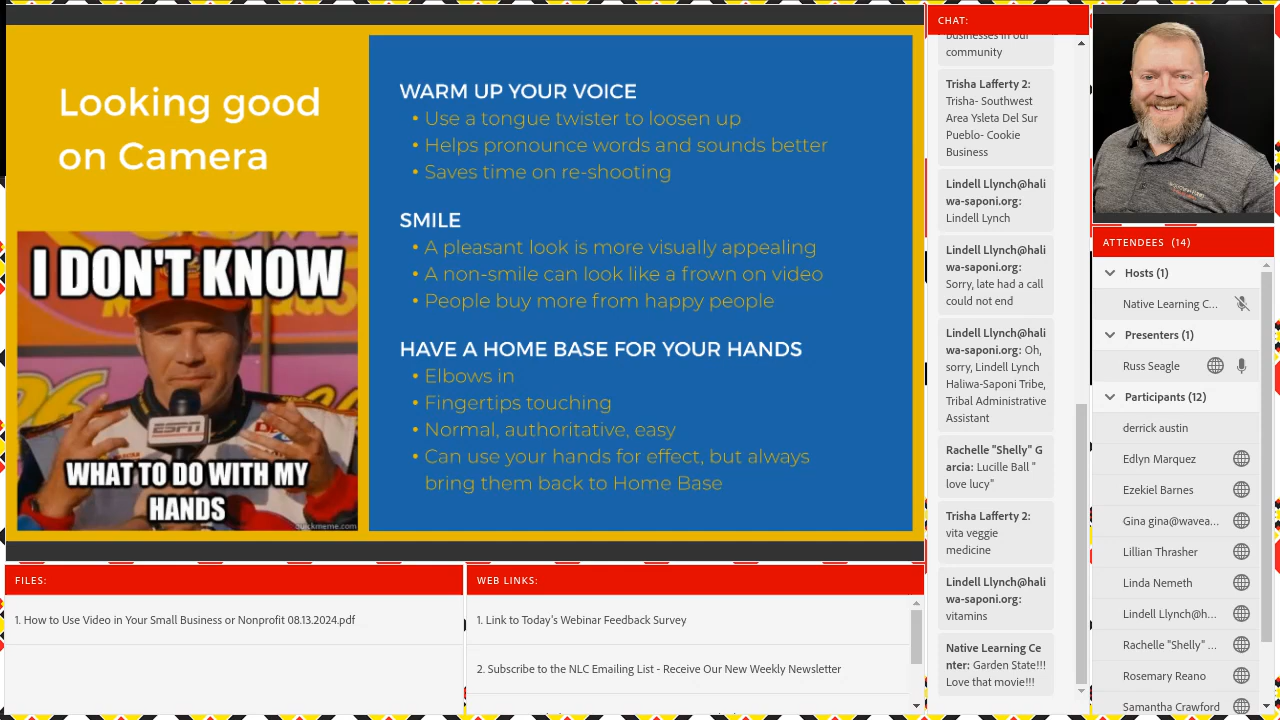 Looking good
on Camera
I DON'T KNOW
ESPN
WHAT TO DO WITH MY
HANDS
quickmeme.com
WARM UP YOUR VOICE
• Use a tongue twister to loosen up
• Helps pronounce words and sounds better
• Saves time on re-shooting
SMILE
• A pleasant look is more visually appealing
• A non-smile can look like a frown on video
• People buy more from happy people
HAVE A HOME BASE FOR YOUR HANDS
• Elbows in
• Fingertips touching
• Normal, authoritative, easy
• Can use your hands for effect, but always
bring them back to Home Base
FILES:
1. How to Use Video in Your Small Business or Nonprofit 08.13.2024.pdf
WEB LINKS:
1. Link to Today's Webinar Feedback Survey
2. Subscribe to the NLC Emailing List - Receive Our New Weekly Newsletter
CHAT:
businesses in our
community
Trisha Lafferty 2:
Trisha- Southwest
Area Ysleta Del Sur
Pueblo- Cookie
Business
Lindell Llynch@hali
wa-saponi.org:
Lindell Lynch
Lindell Llynch@hali
wa-saponi.org:
Sorry, late had a call
could not end
Lindell Llynch@hali
wa-saponi.org: Oh,
sorry, Lindell Lynch
Haliwa-Saponi Tribe,
Tribal Administrative
Assistant
Rachelle "Shelly" G
arcia: Lucille Ball "
love lucy"
Trisha Lafferty 2:
vita veggie
medicine
Lindell Llynch@hali
wa-saponi.org:
vitamins
Native Learning Ce
nter: Garden State!!!
Love that movie!!!
ATTENDEES (14)
Hosts (1)
Native Learning C...
Presenters (1)
Russ Seagle
Participants (12)
derrick austin
Edlyn Marquez
Ezekiel Barnes
Gina gina@wavea...
Lillian Thrasher
Linda Nemeth
Lindell Llynch@h...
Rachelle "Shelly" ...
Rosemary Reano
Samantha Crawford